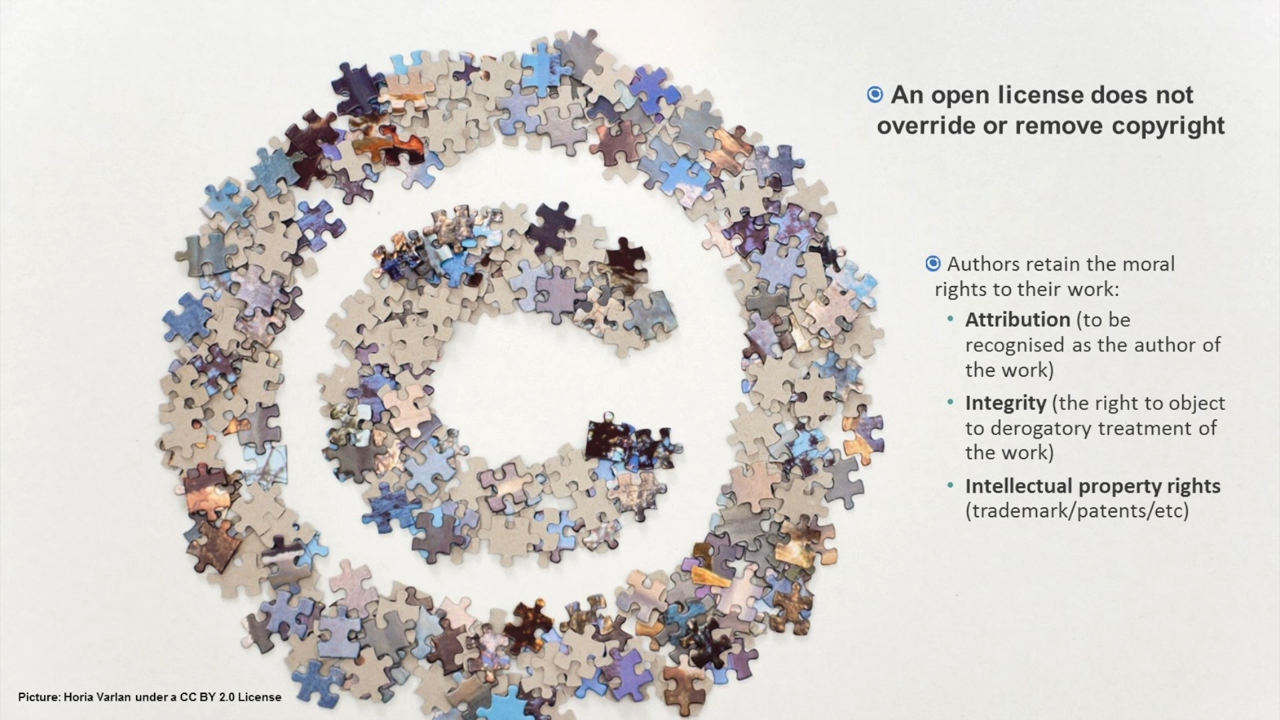 An open license does not
override or remove copyright
Authors retain the moral
rights to their work:
• Attribution (to be
recognised as the author of
the work)
• Integrity (the right to object
to derogatory treatment of
the work)
• Intellectual property rights
(trademark/patents/etc)
Picture: Horia Varlan under a CC BY 2.0 License